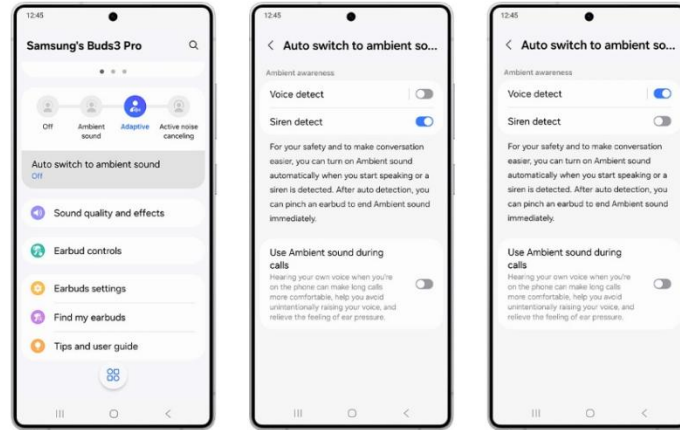 12:45
Samsung's Buds3 Pro
Off
Ambient
sound
Adaptive
Active noise
canceling
Auto switch to ambient sound
Off
Sound quality and effects
Earbud controls
Earbuds settings
Find my earbuds
Tips and user guide
12:45
Auto switch to ambient so...
Ambient awareness
Voice detect
Siren detect
For your safety and to make conversation
easier, you can turn on Ambient sound
automatically when you start speaking or a
siren is detected. After auto detection, you
can pinch an earbud to end Ambient sound
immediately.
Use Ambient sound during
calls
Hearing your own voice when you're
on the phone can make long calls
more comfortable, help you avoid
unintentionally raising your voice, and
relieve the feeling of ear pressure.
12:45
Auto switch to ambient so...
Ambient awareness
Voice detect
Siren detect
For your safety and to make conversation
easier, you can turn on Ambient sound
automatically when you start speaking or a
siren is detected. After auto detection, you
can pinch an earbud to end Ambient sound
immediately.
Use Ambient sound during
calls
Hearing your own voice when you're
on the phone can make long calls
more comfortable, help you avoid
unintentionally raising your voice, and
relieve the feeling of ear pressure.